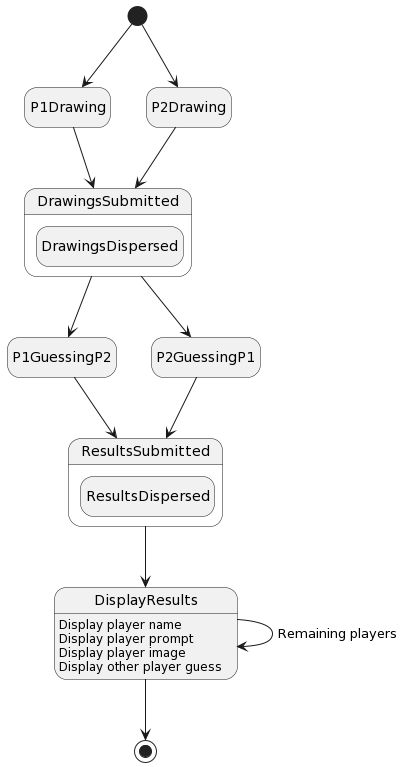 P1Drawing
P2Drawing
DrawingsSubmitted
DrawingsDispersed
P1GuessingP2
P2GuessingP1
ResultsSubmitted
ResultsDispersed
DisplayResults
Display player name
Display player prompt
Display player image
Display other player guess
Remaining players